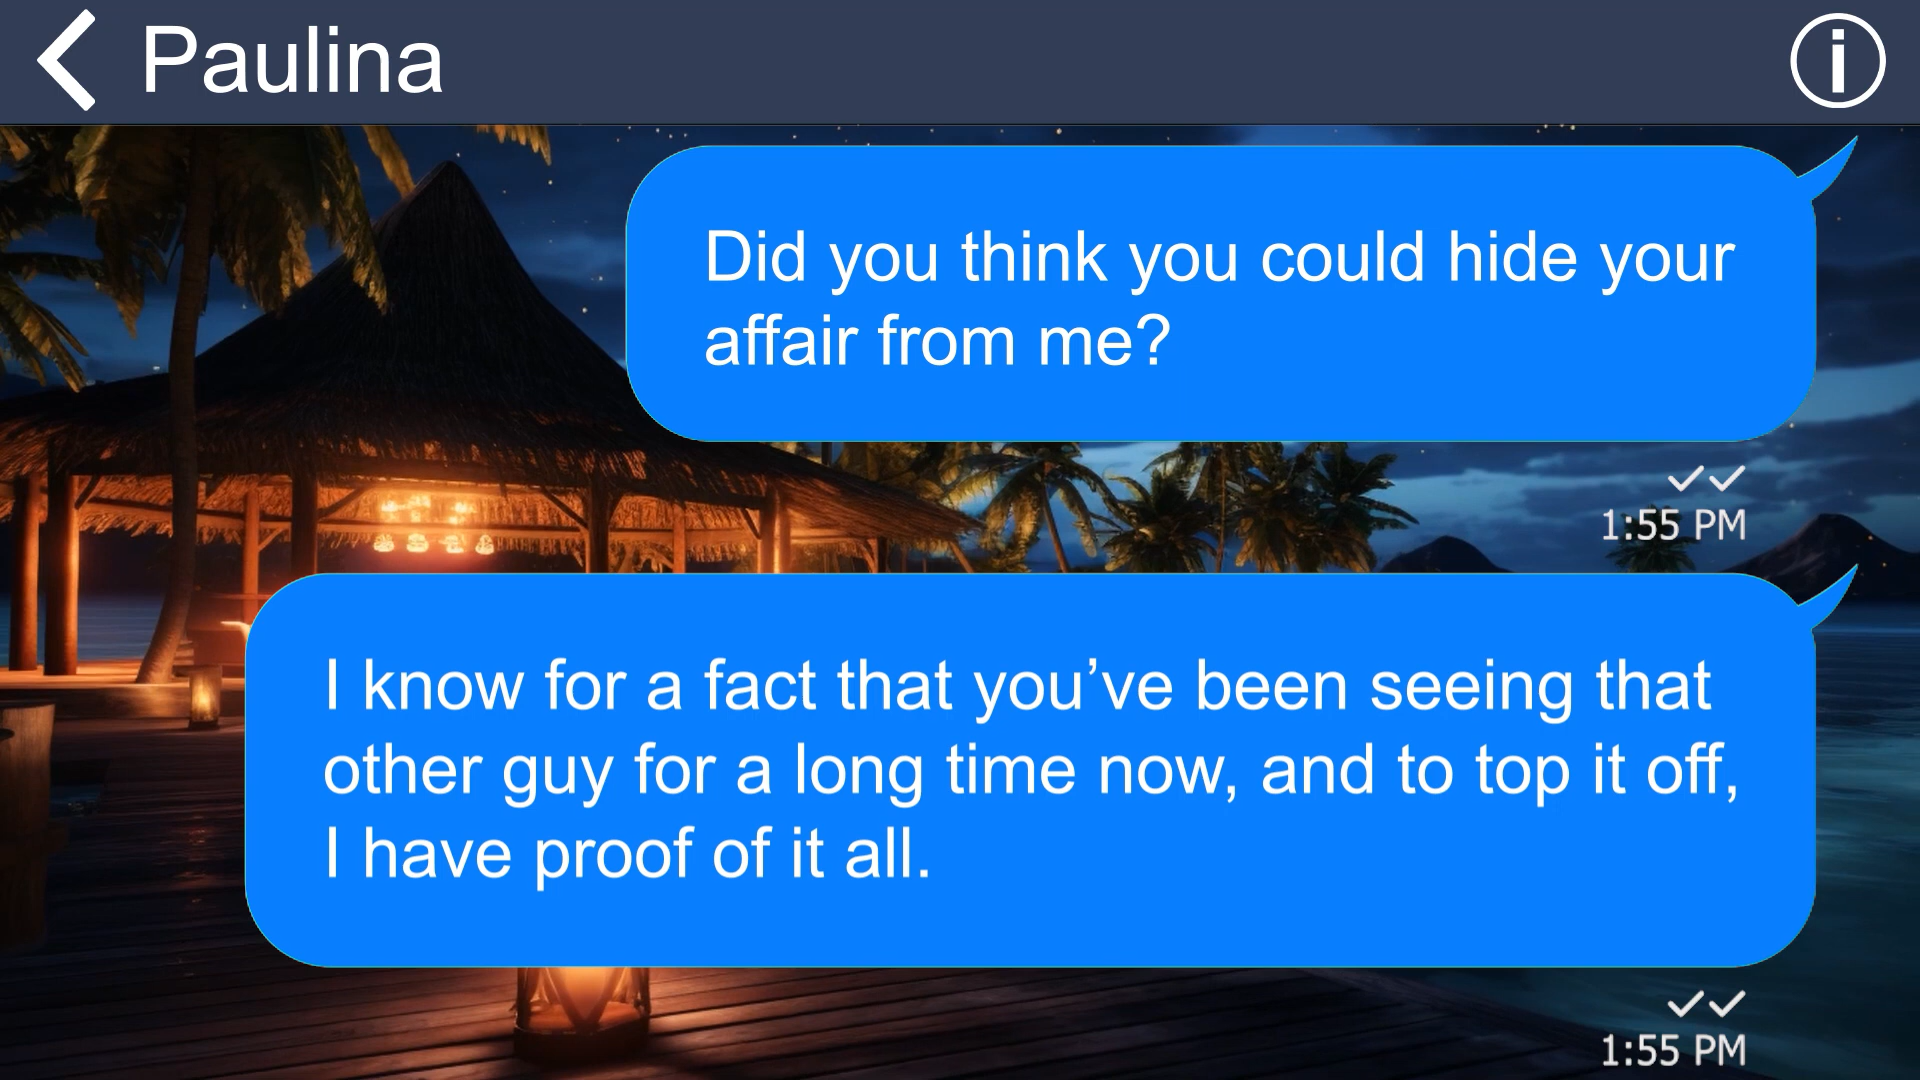 Paulina
Did you think you could hide your
affair from me?
1:55 PM
I know for a fact that you’ve been seeing that
other guy for a long time now, and to top it off,
I have proof of it all.
1:55 PM